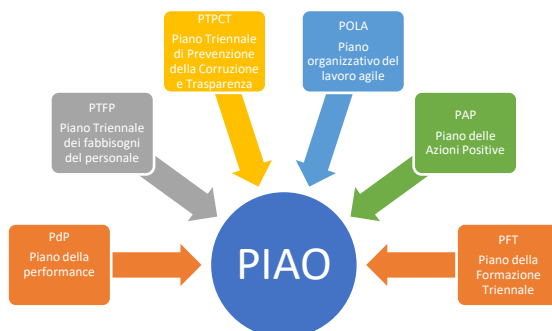 PTPCT
Piano Triennale
di Prevenzione
della Corruzione
e Trasparenza
POLA
Piano
organizzativo del
lavoro agile
PTFP
Piano Triennale
dei fabbisogni
del personale
PAP
Piano delle
Azioni Positive
PdP
Piano della
performance
PIAO
PFT
Piano della
Formazione
Triennale